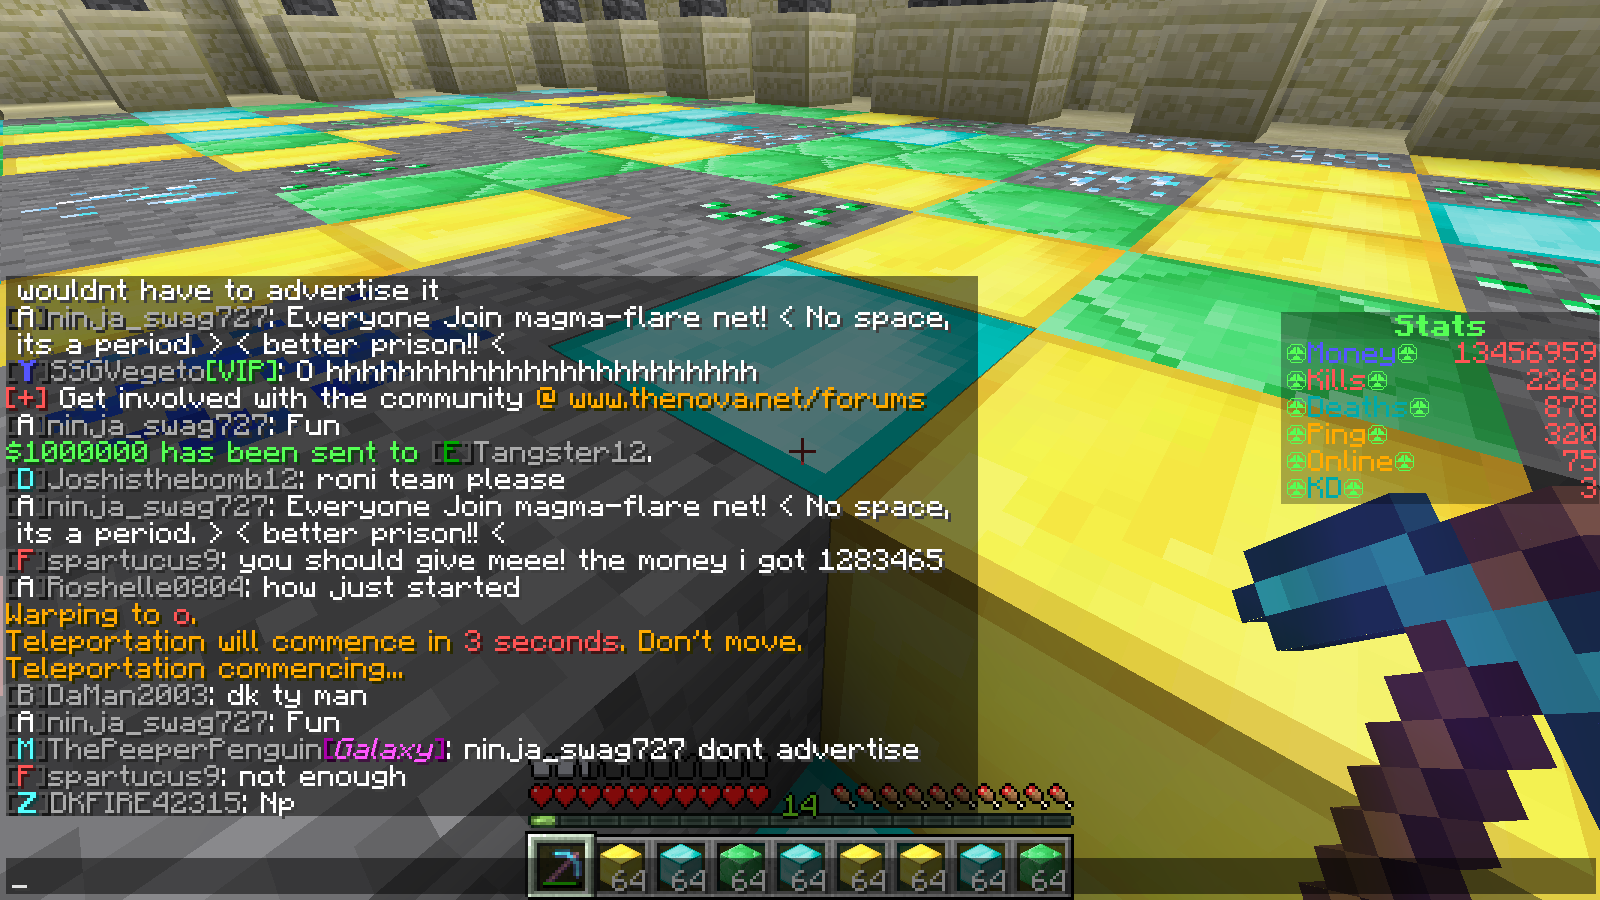 wouldnt have to advertise it
[A]ninja_swag727: Everyone Join magma-flare net! < No space,
its a period. > < better prison!! <
[Y]SSGVegeto[VIP]: O hhhhhhhhhhhhhhhhhhhhhhhh
[+] Get involved with the community @ www.thenova.net/forums
[A]ninja_swag727: Fun
$1000000 has been sent to [E]Tangster12.
[D]Joshisthebomb12: roni team please
[A]ninja_swag727: Everyone Join magma-flare net! < No space,
its a period. > < better prison!! <
[F]spartucus9: you should give meee! the money i got 1283465
[A]Roshelle0804: how just started
Warping to o.
Teleportation will commence in 3 seconds. Don't move.
Teleportation commencing...
[B]DaMan2003: dk ty man
[A]ninja_swag727: Fun
[M]ThePeeperPenguin[Galaxy]: ninja_swag727 dont advertise
[F]spartucus9: not enough
[Z]DKFIRE42315: Np
_
Stats
Money 13456959
Kills 2269
Deaths 878
Ping 320
Online 75
KD 3
14
64 64 64 64 64 64 64 64